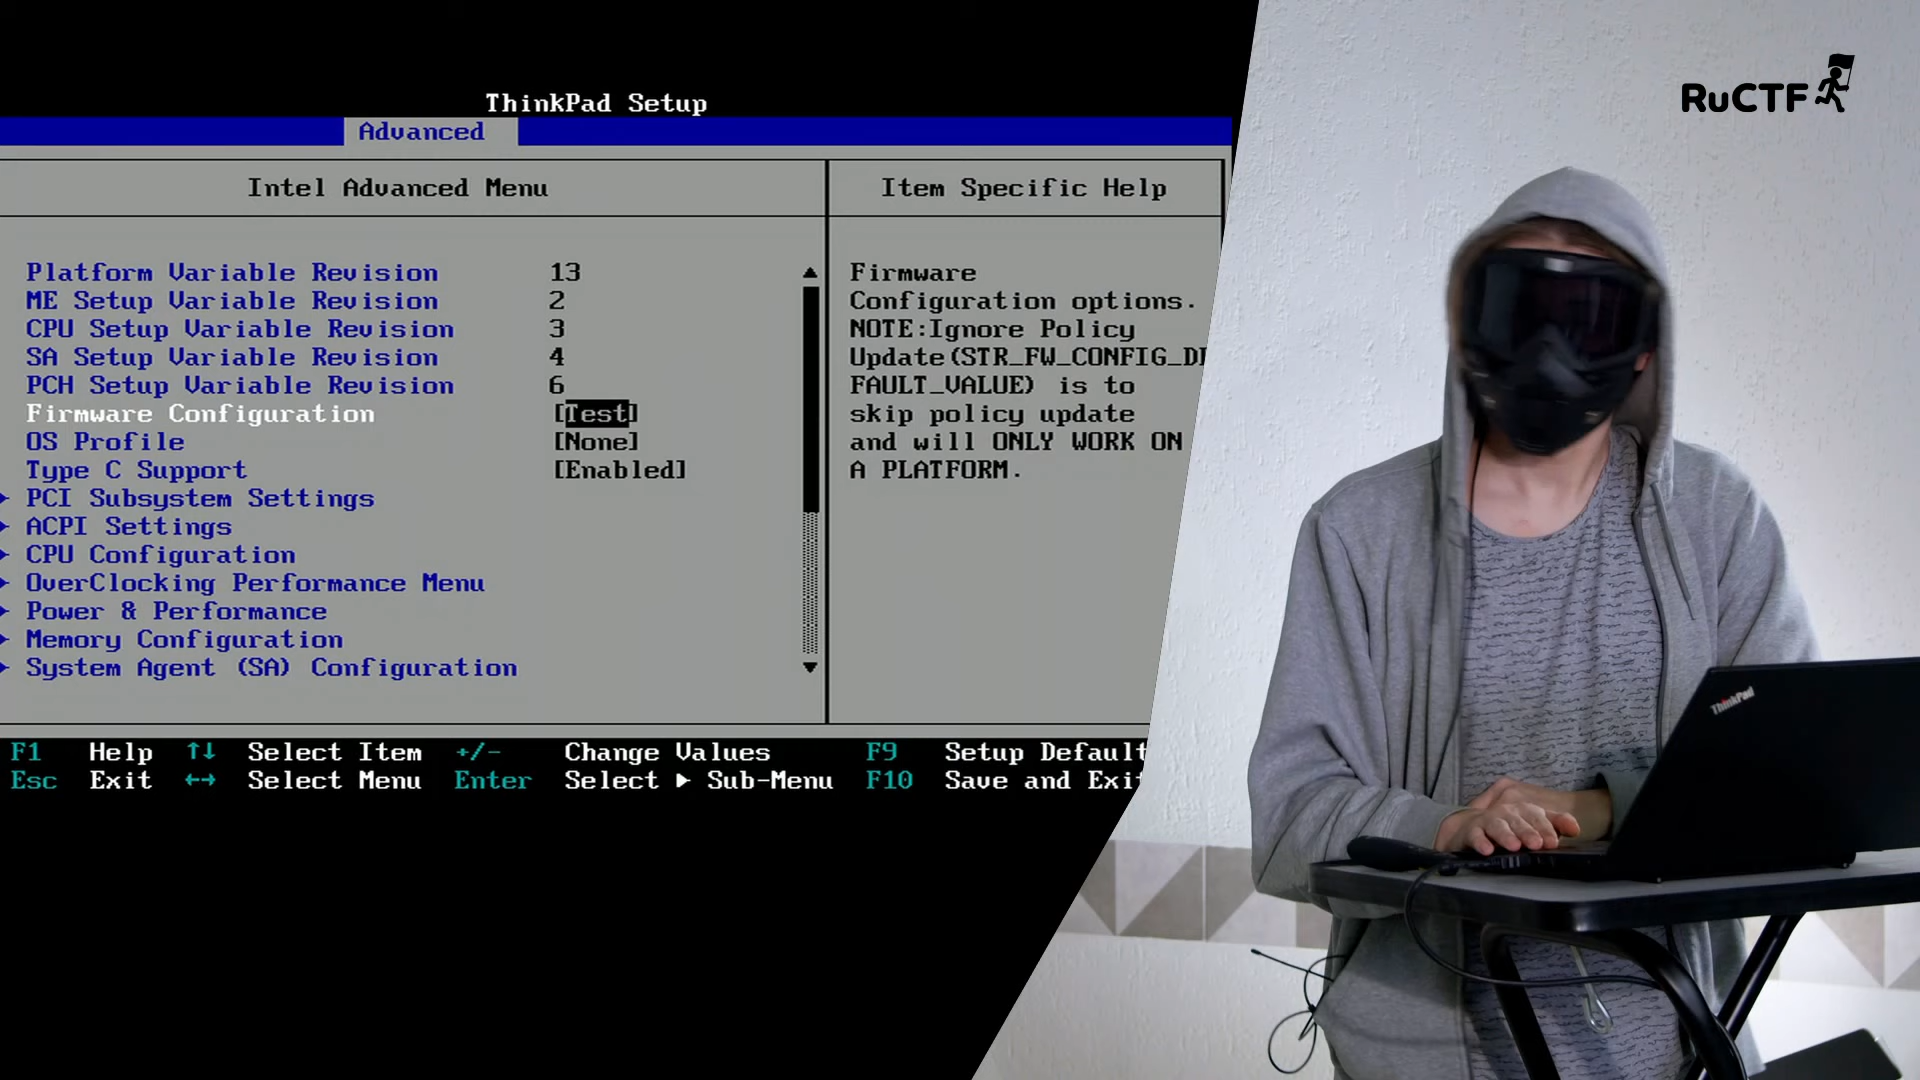 ThinkPad Setup
Advanced
Intel Advanced Menu
Item Specific Help
Platform Variable Revision 13
ME Setup Variable Revision 2
CPU Setup Variable Revision 3
SA Setup Variable Revision 4
PCH Setup Variable Revision 6
Firmware Configuration [Test]
OS Profile [None]
Type C Support [Enabled]
PCI Subsystem Settings
ACPI Settings
CPU Configuration
OverClocking Performance Menu
Power & Performance
Memory Configuration
System Agent (SA) Configuration
Firmware
Configuration options.
NOTE:Ignore Policy
Update(STR_FW_CONFIG_DE
FAULT_VALUE) is to
skip policy update
and will ONLY WORK ON
A PLATFORM.
F1 Help ↑↓ Select Item +/- Change Values F9 Setup Default
Esc Exit ←→ Select Menu Enter Select ▶ Sub-Menu F10 Save and Exit
RuCTF
ThinkPad